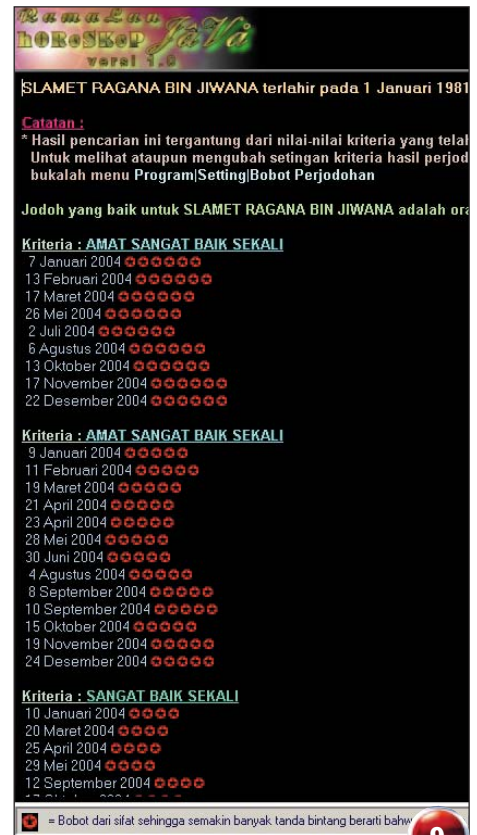 Ramalan
hOReSKoP JaVa
versi 1.0
SLAMET RAGANA BIN JIWANA terlahir pada 1 Januari 1981
Catatan :
* Hasil pencarian ini tergantung dari nilai-nilai kriteria yang telah
Untuk melihat ataupun mengubah setingan kriteria hasil perjod
bukalah menu Program|Setting|Bobot Perjodohan
Jodoh yang baik untuk SLAMET RAGANA BIN JIWANA adalah ora
Kriteria : AMAT SANGAT BAIK SEKALI
7 Januari 2004 ✪✪✪✪✪✪
13 Februari 2004 ✪✪✪✪✪✪
17 Maret 2004 ✪✪✪✪✪✪
26 Mei 2004 ✪✪✪✪✪✪
2 Juli 2004 ✪✪✪✪✪✪
6 Agustus 2004 ✪✪✪✪✪✪
13 Oktober 2004 ✪✪✪✪✪✪
17 November 2004 ✪✪✪✪✪✪
22 Desember 2004 ✪✪✪✪✪✪
Kriteria : AMAT SANGAT BAIK SEKALI
9 Januari 2004 ✪✪✪✪✪
11 Februari 2004 ✪✪✪✪✪
19 Maret 2004 ✪✪✪✪✪
21 April 2004 ✪✪✪✪✪
23 April 2004 ✪✪✪✪✪
28 Mei 2004 ✪✪✪✪✪
30 Juni 2004 ✪✪✪✪✪
4 Agustus 2004 ✪✪✪✪✪
8 September 2004 ✪✪✪✪✪
10 September 2004 ✪✪✪✪✪
15 Oktober 2004 ✪✪✪✪✪
19 November 2004 ✪✪✪✪✪
24 Desember 2004 ✪✪✪✪✪
Kriteria : SANGAT BAIK SEKALI
10 Januari 2004 ✪✪✪✪
20 Maret 2004 ✪✪✪✪
25 April 2004 ✪✪✪✪
29 Mei 2004 ✪✪✪✪
12 September 2004 ✪✪✪✪
✪ = Bobot dari sifat sehingga semakin banyak tanda bintang berarti bahw